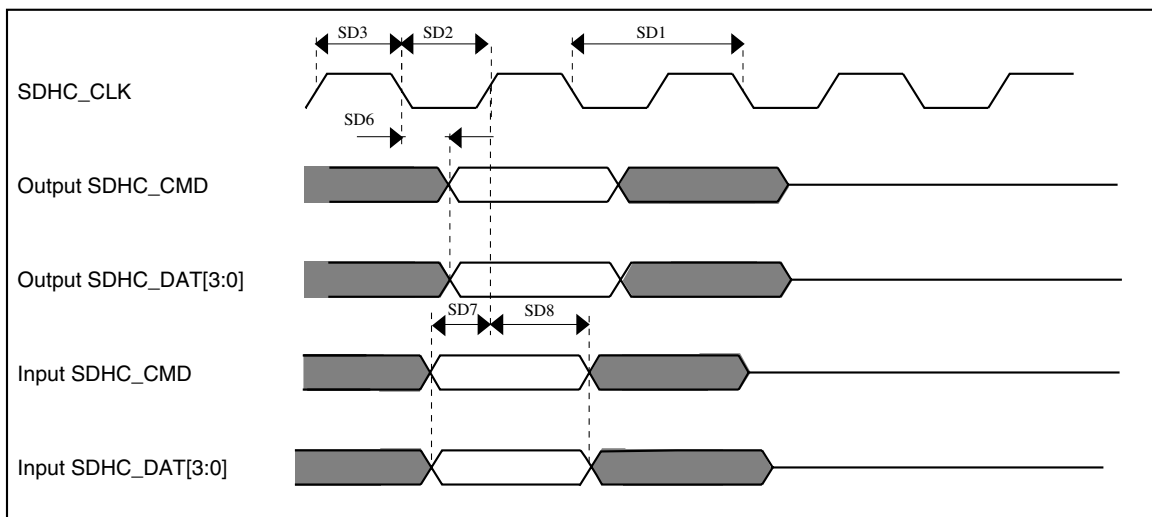 SD3 SD2 SD1
SDHC_CLK
SD6
Output SDHC_CMD
Output SDHC_DAT[3:0]
SD7 SD8
Input SDHC_CMD
Input SDHC_DAT[3:0]